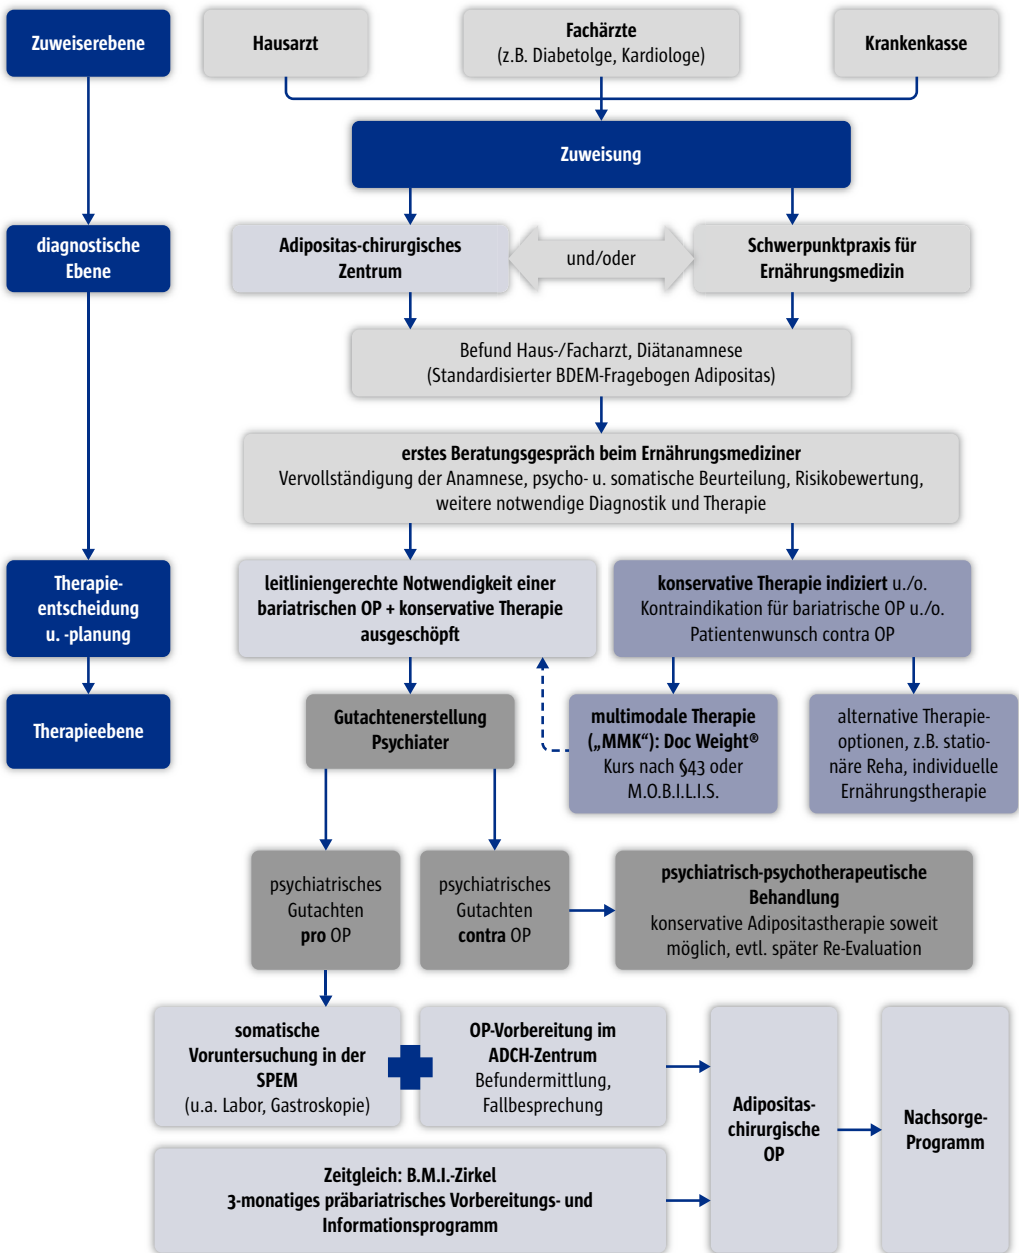 Zuweiserebene
Hausarzt
Fachärzte
(z.B. Diabetolge, Kardiologe)
Krankenkasse
Zuweisung
diagnostische
Ebene
Adipositas-chirurgisches
Zentrum
und/oder
Schwerpunktpraxis für
Ernährungsmedizin
Befund Haus-/Facharzt, Diätanamnese
(Standardisierter BDEM-Fragebogen Adipositas)
erstes Beratungsgespräch beim Ernährungsmediziner
Vervollständigung der Anamnese, psycho- u. somatische Beurteilung, Risikobewertung,
weitere notwendige Diagnostik und Therapie
Therapie-
entscheidung
u. -planung
leitliniengerechte Notwendigkeit einer
bariatrischen OP + konservative Therapie
ausgeschöpft
konservative Therapie indiziert u./o.
Kontraindikation für bariatrische OP u./o.
Patientenwunsch contra OP
Therapieebene
Gutachtenerstellung
Psychiater
multimodale Therapie
(„MMK“): Doc Weight®
Kurs nach §43 oder
M.O.B.I.L.I.S.
alternative Therapie-
optionen, z.B. statio-
näre Reha, individuelle
Ernährungstherapie
psychiatrisches
Gutachten
pro OP
psychiatrisches
Gutachten
contra OP
psychiatrisch-psychotherapeutische
Behandlung
konservative Adipositastherapie soweit
möglich, evtl. später Re-Evaluation
somatische
Voruntersuchung in der
SPEM
(u.a. Labor, Gastroskopie)
OP-Vorbereitung im
ADCH-Zentrum
Befundermittlung,
Fallbesprechung
Adipositas-
chirurgische
OP
Nachsorge-
Programm
Zeitgleich: B.M.I.-Zirkel
3-monatiges präbariatrisches Vorbereitungs- und
Informationsprogramm